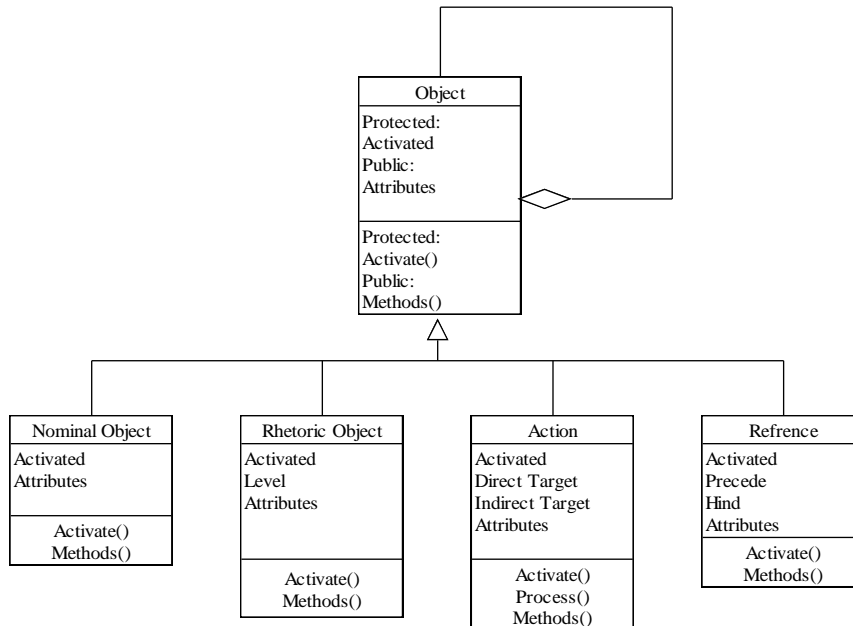 Object
Protected:
Activated
Public:
Attributes
Protected:
Activate()
Public:
Methods()
Nominal Object
Activated
Attributes
Activate()
Methods()
Rhetoric Object
Activated
Level
Attributes
Activate()
Methods()
Action
Activated
Direct Target
Indirect Target
Attributes
Activate()
Process()
Methods()
Refrence
Activated
Precede
Hind
Attributes
Activate()
Methods()